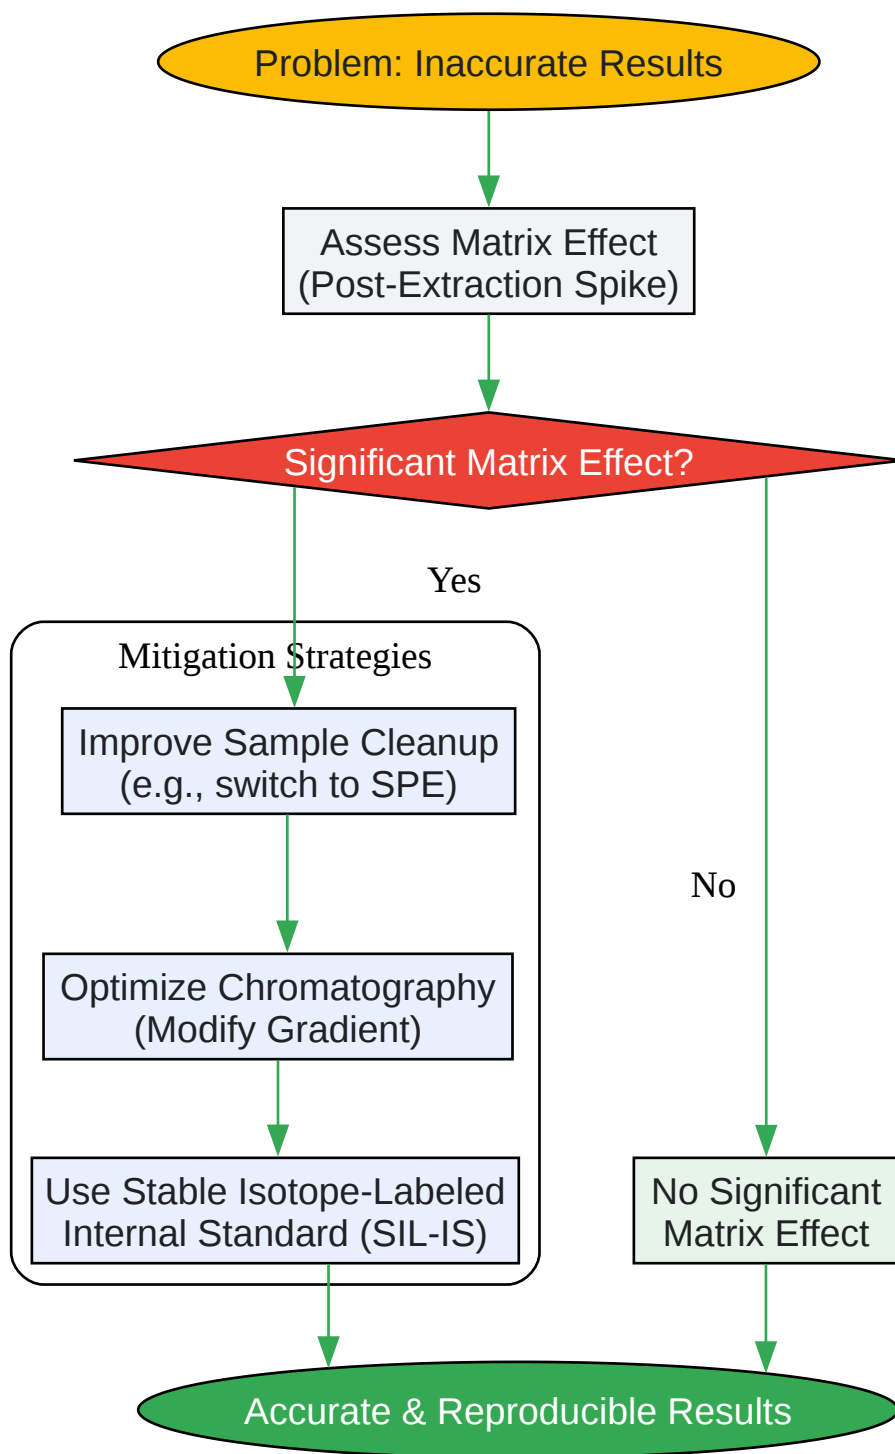 Problem: Inaccurate Results
Assess Matrix Effect
(Post-Extraction Spike)
Significant Matrix Effect?
Yes
Mitigation Strategies
Improve Sample Cleanup
(e.g., switch to SPE)
No
Optimize Chromatography
(Modify Gradient)
Use Stable Isotope-Labeled
Internal Standard (SIL-IS)
No Significant
Matrix Effect
Accurate & Reproducible Results